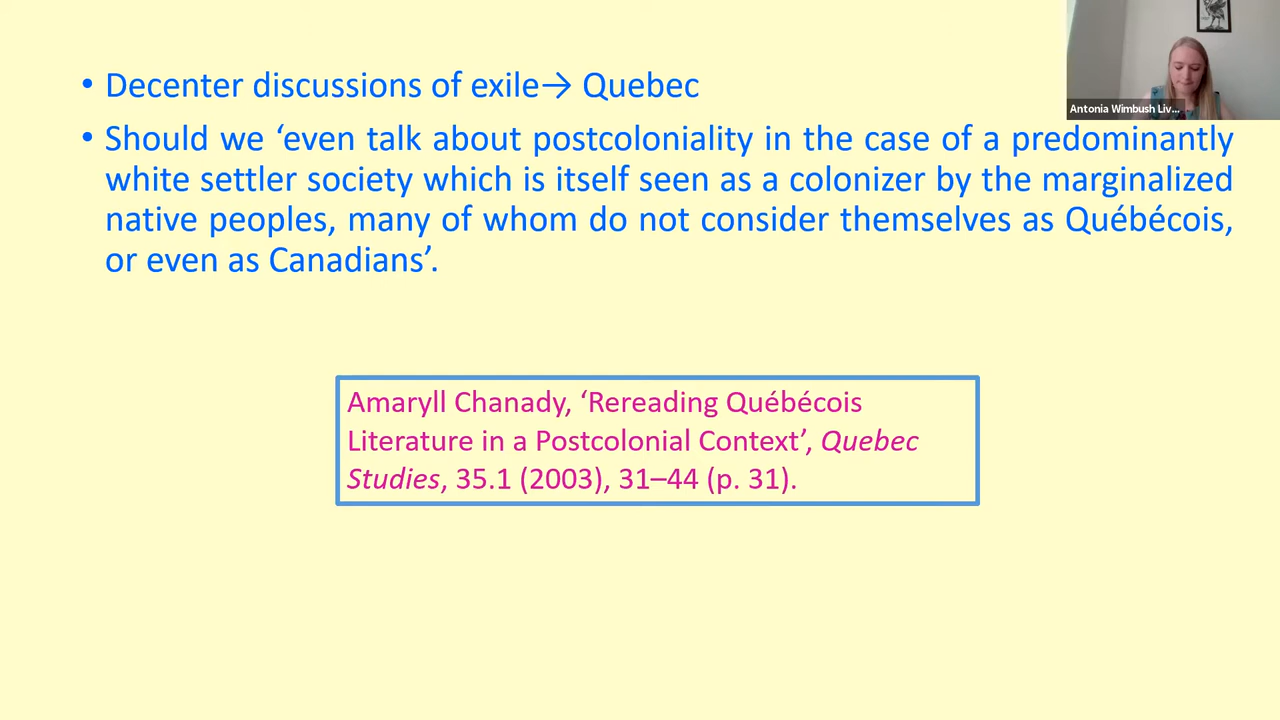 • Decenter discussions of exile→ Quebec
• Should we ‘even talk about postcoloniality in the case of a predominantly
white settler society which is itself seen as a colonizer by the marginalized
native peoples, many of whom do not consider themselves as Québécois,
or even as Canadians’.
Amaryll Chanady, ‘Rereading Québécois
Literature in a Postcolonial Context’, Quebec
Studies, 35.1 (2003), 31–44 (p. 31).
Antonia Wimbush Liv...